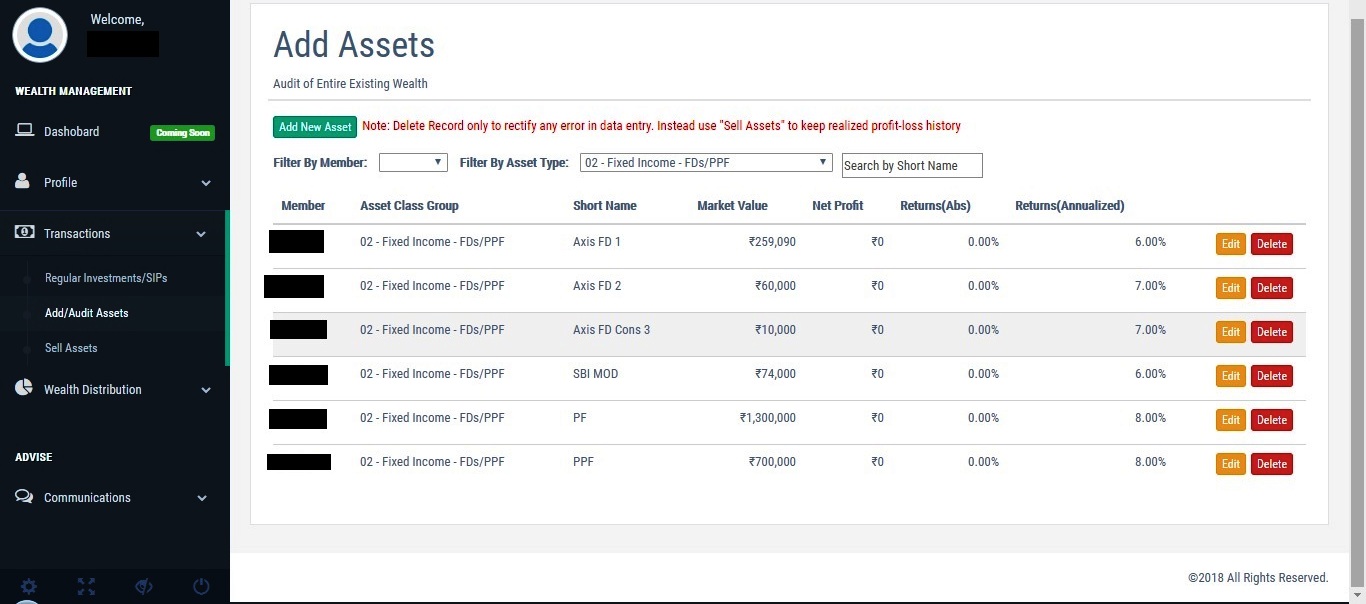 Welcome,
WEALTH MANAGEMENT
Dashobard Coming Soon
Profile
Transactions
Regular Investments/SIPs
Add/Audit Assets
Sell Assets
Wealth Distribution
ADVISE
Communications
Add Assets
Audit of Entire Existing Wealth
Add New Asset Note: Delete Record only to rectify any error in data entry. Instead use "Sell Assets" to keep realized profit-loss history
Filter By Member: Filter By Asset Type: 02 - Fixed Income - FDs/PPF Search by Short Name
Member Asset Class Group Short Name Market Value Net Profit Returns(Abs) Returns(Annualized)
02 - Fixed Income - FDs/PPF Axis FD 1 ₹259,090 ₹0 0.00% 6.00% Edit Delete
02 - Fixed Income - FDs/PPF Axis FD 2 ₹60,000 ₹0 0.00% 7.00% Edit Delete
02 - Fixed Income - FDs/PPF Axis FD Cons 3 ₹10,000 ₹0 0.00% 7.00% Edit Delete
02 - Fixed Income - FDs/PPF SBI MOD ₹74,000 ₹0 0.00% 6.00% Edit Delete
02 - Fixed Income - FDs/PPF PF ₹1,300,000 ₹0 0.00% 8.00% Edit Delete
02 - Fixed Income - FDs/PPF PPF ₹700,000 ₹0 0.00% 8.00% Edit Delete
©2018 All Rights Reserved.